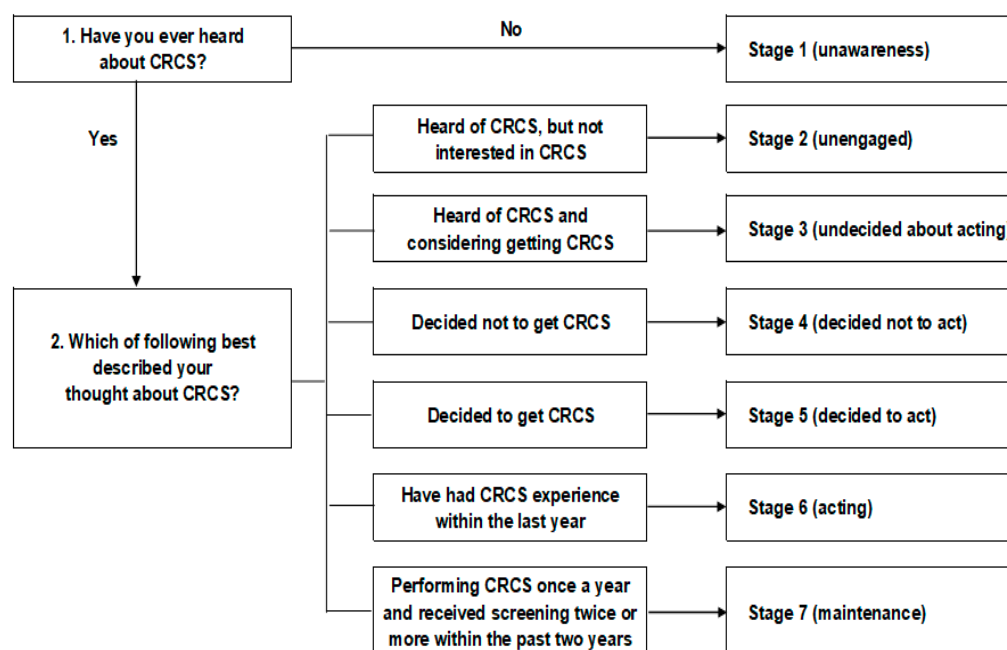 1. Have you ever heard
about CRCS?
No
Stage 1 (unawareness)
Yes
Heard of CRCS, but not
interested in CRCS
Stage 2 (unengaged)
Heard of CRCS and
considering getting CRCS
Stage 3 (undecided about acting)
2. Which of following best
described your
thought about CRCS?
Decided not to get CRCS
Stage 4 (decided not to act)
Decided to get CRCS
Stage 5 (decided to act)
Have had CRCS experience
within the last year
Stage 6 (acting)
Performing CRCS once a year
and received screening twice or
more within the past two years
Stage 7 (maintenance)